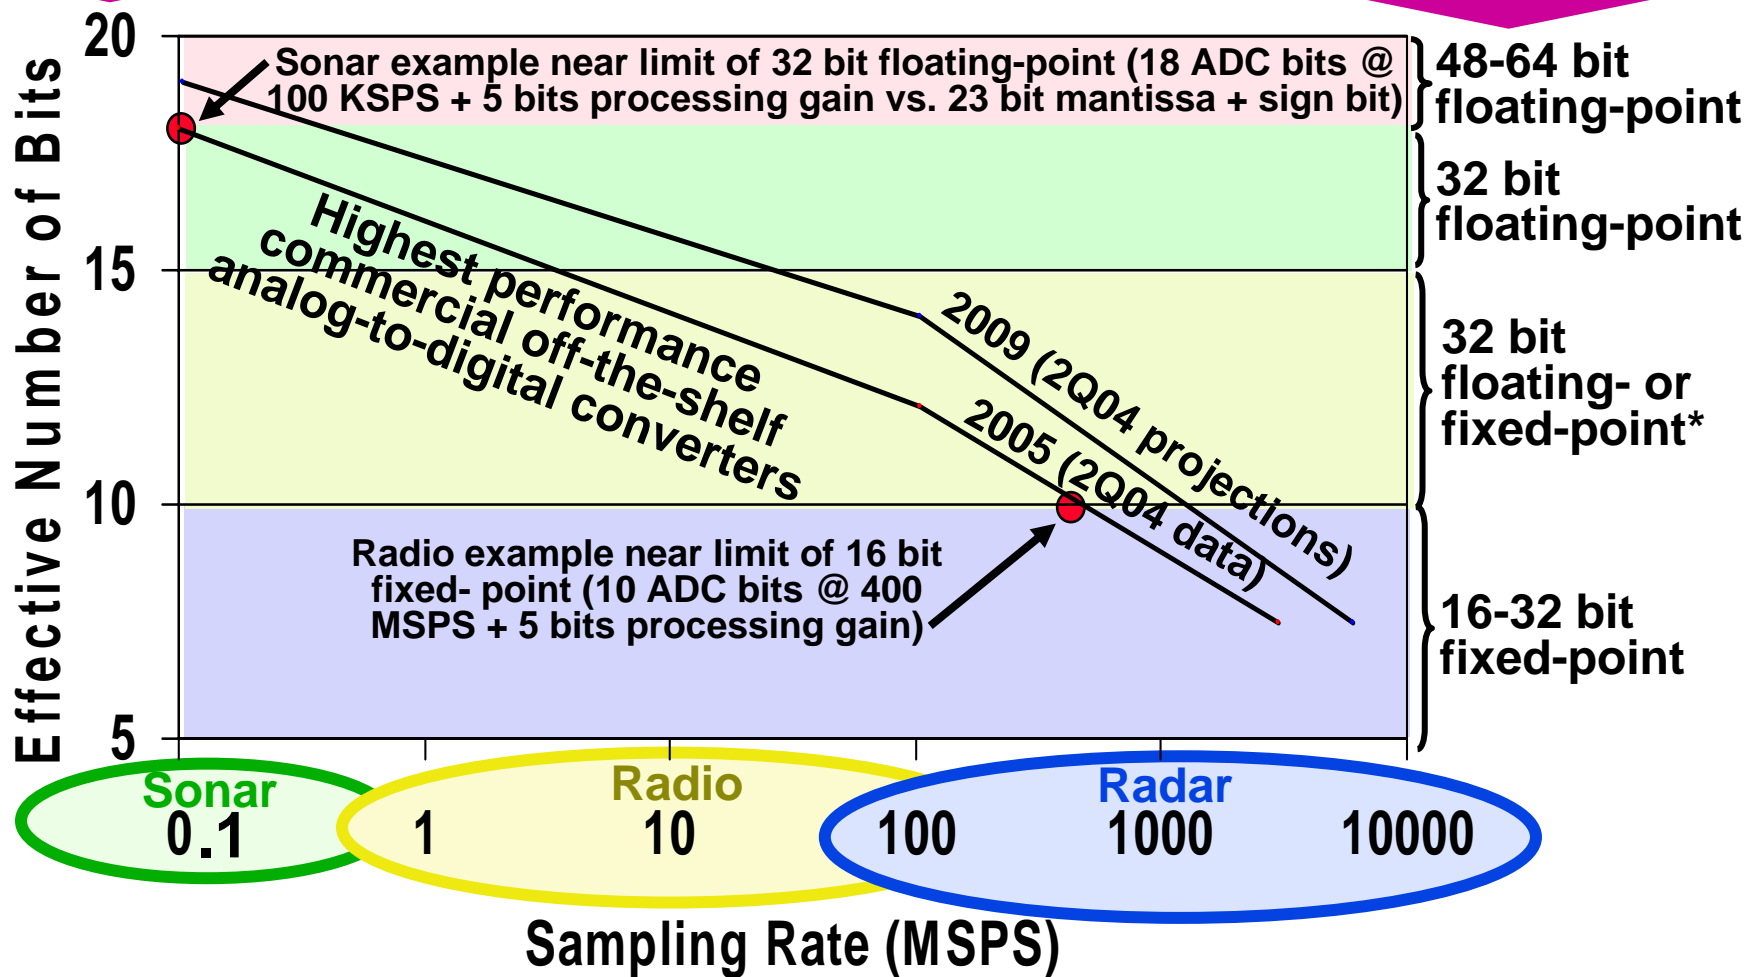 20
15
10
5
Effective Number of Bits
Sonar example near limit of 32 bit floating-point (18 ADC bits @
100 KSPS + 5 bits processing gain vs. 23 bit mantissa + sign bit)
Highest performance
commercial off-the-shelf
analog-to-digital converters
2009 (2Q04 projections)
2005 (2Q04 data)
Radio example near limit of 16 bit
fixed- point (10 ADC bits @ 400
MSPS + 5 bits processing gain)
48-64 bit
floating-point
32 bit
floating-point
32 bit
floating- or
fixed-point*
16-32 bit
fixed-point
Sonar Radio Radar
0.1 1 10 100 1000 10000
Sampling Rate (MSPS)